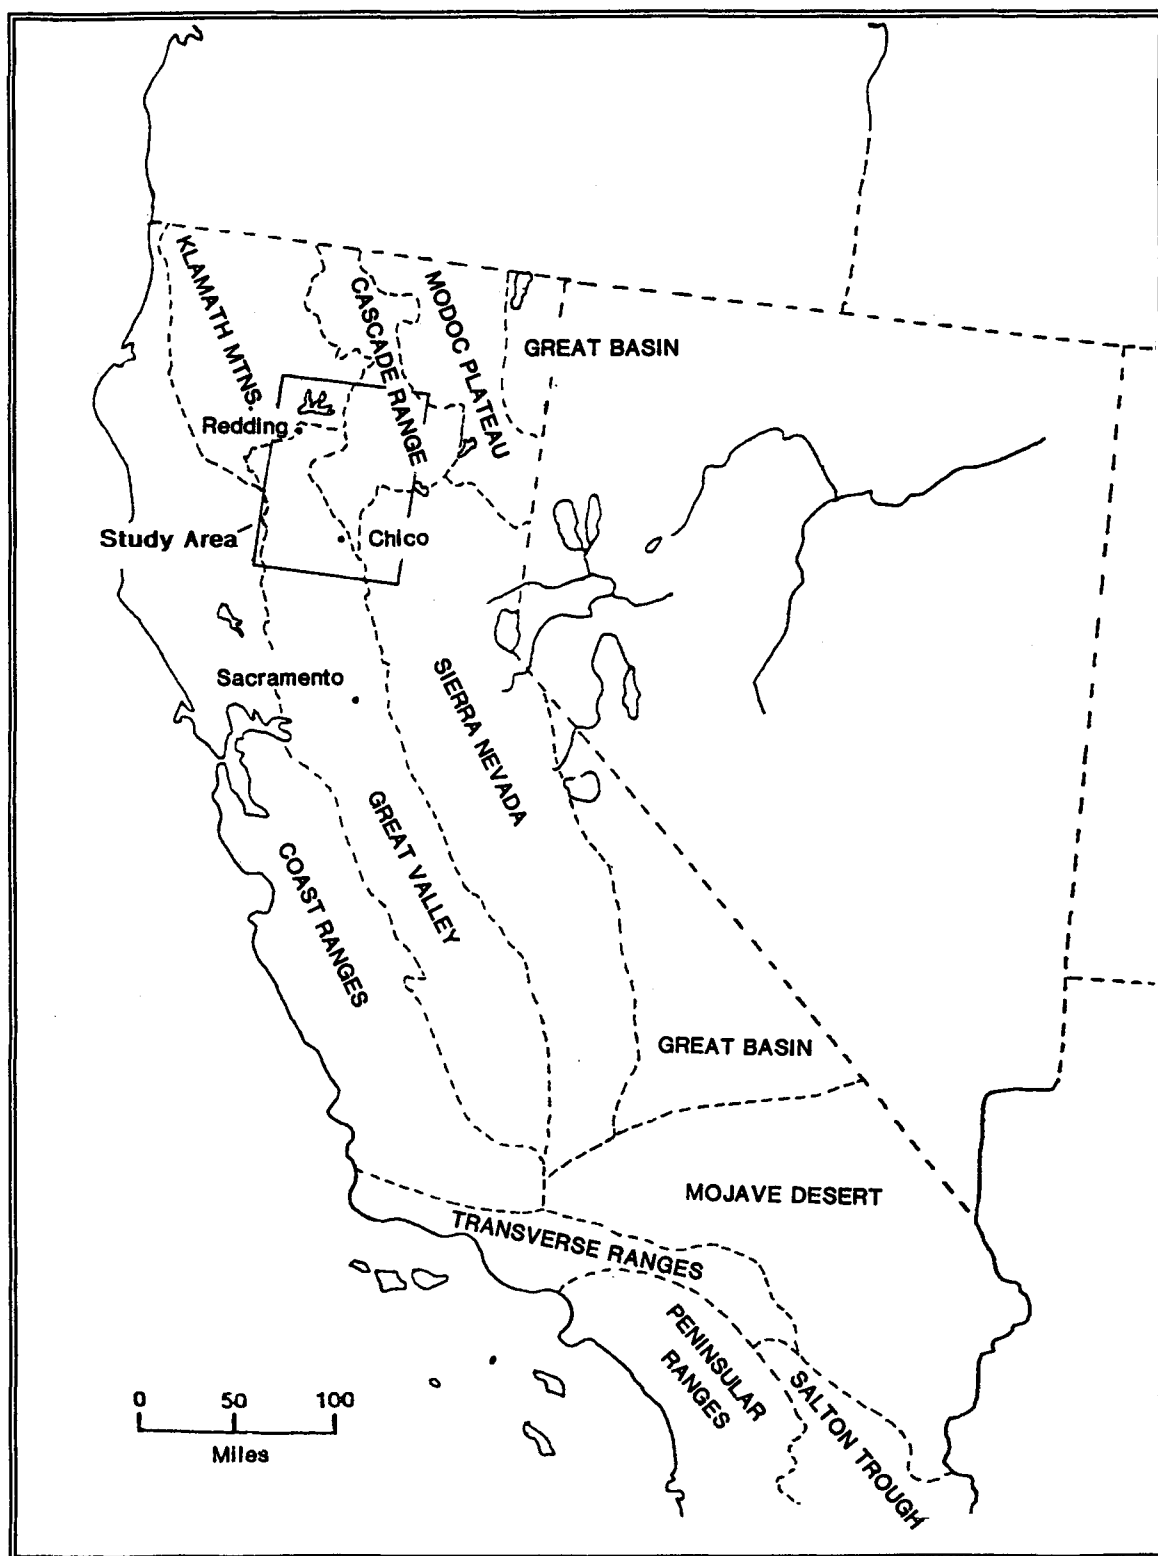 KLAMATH MTNS.
CASCADE RANGE
MODOC PLATEAU
GREAT BASIN
Redding
Study Area
Chico
Sacramento
SIERRA NEVADA
GREAT VALLEY
COAST RANGES
GREAT BASIN
MOJAVE DESERT
TRANSVERSE RANGES
PENINSULAR
RANGES
SALTON TROUGH
0 50 100
Miles